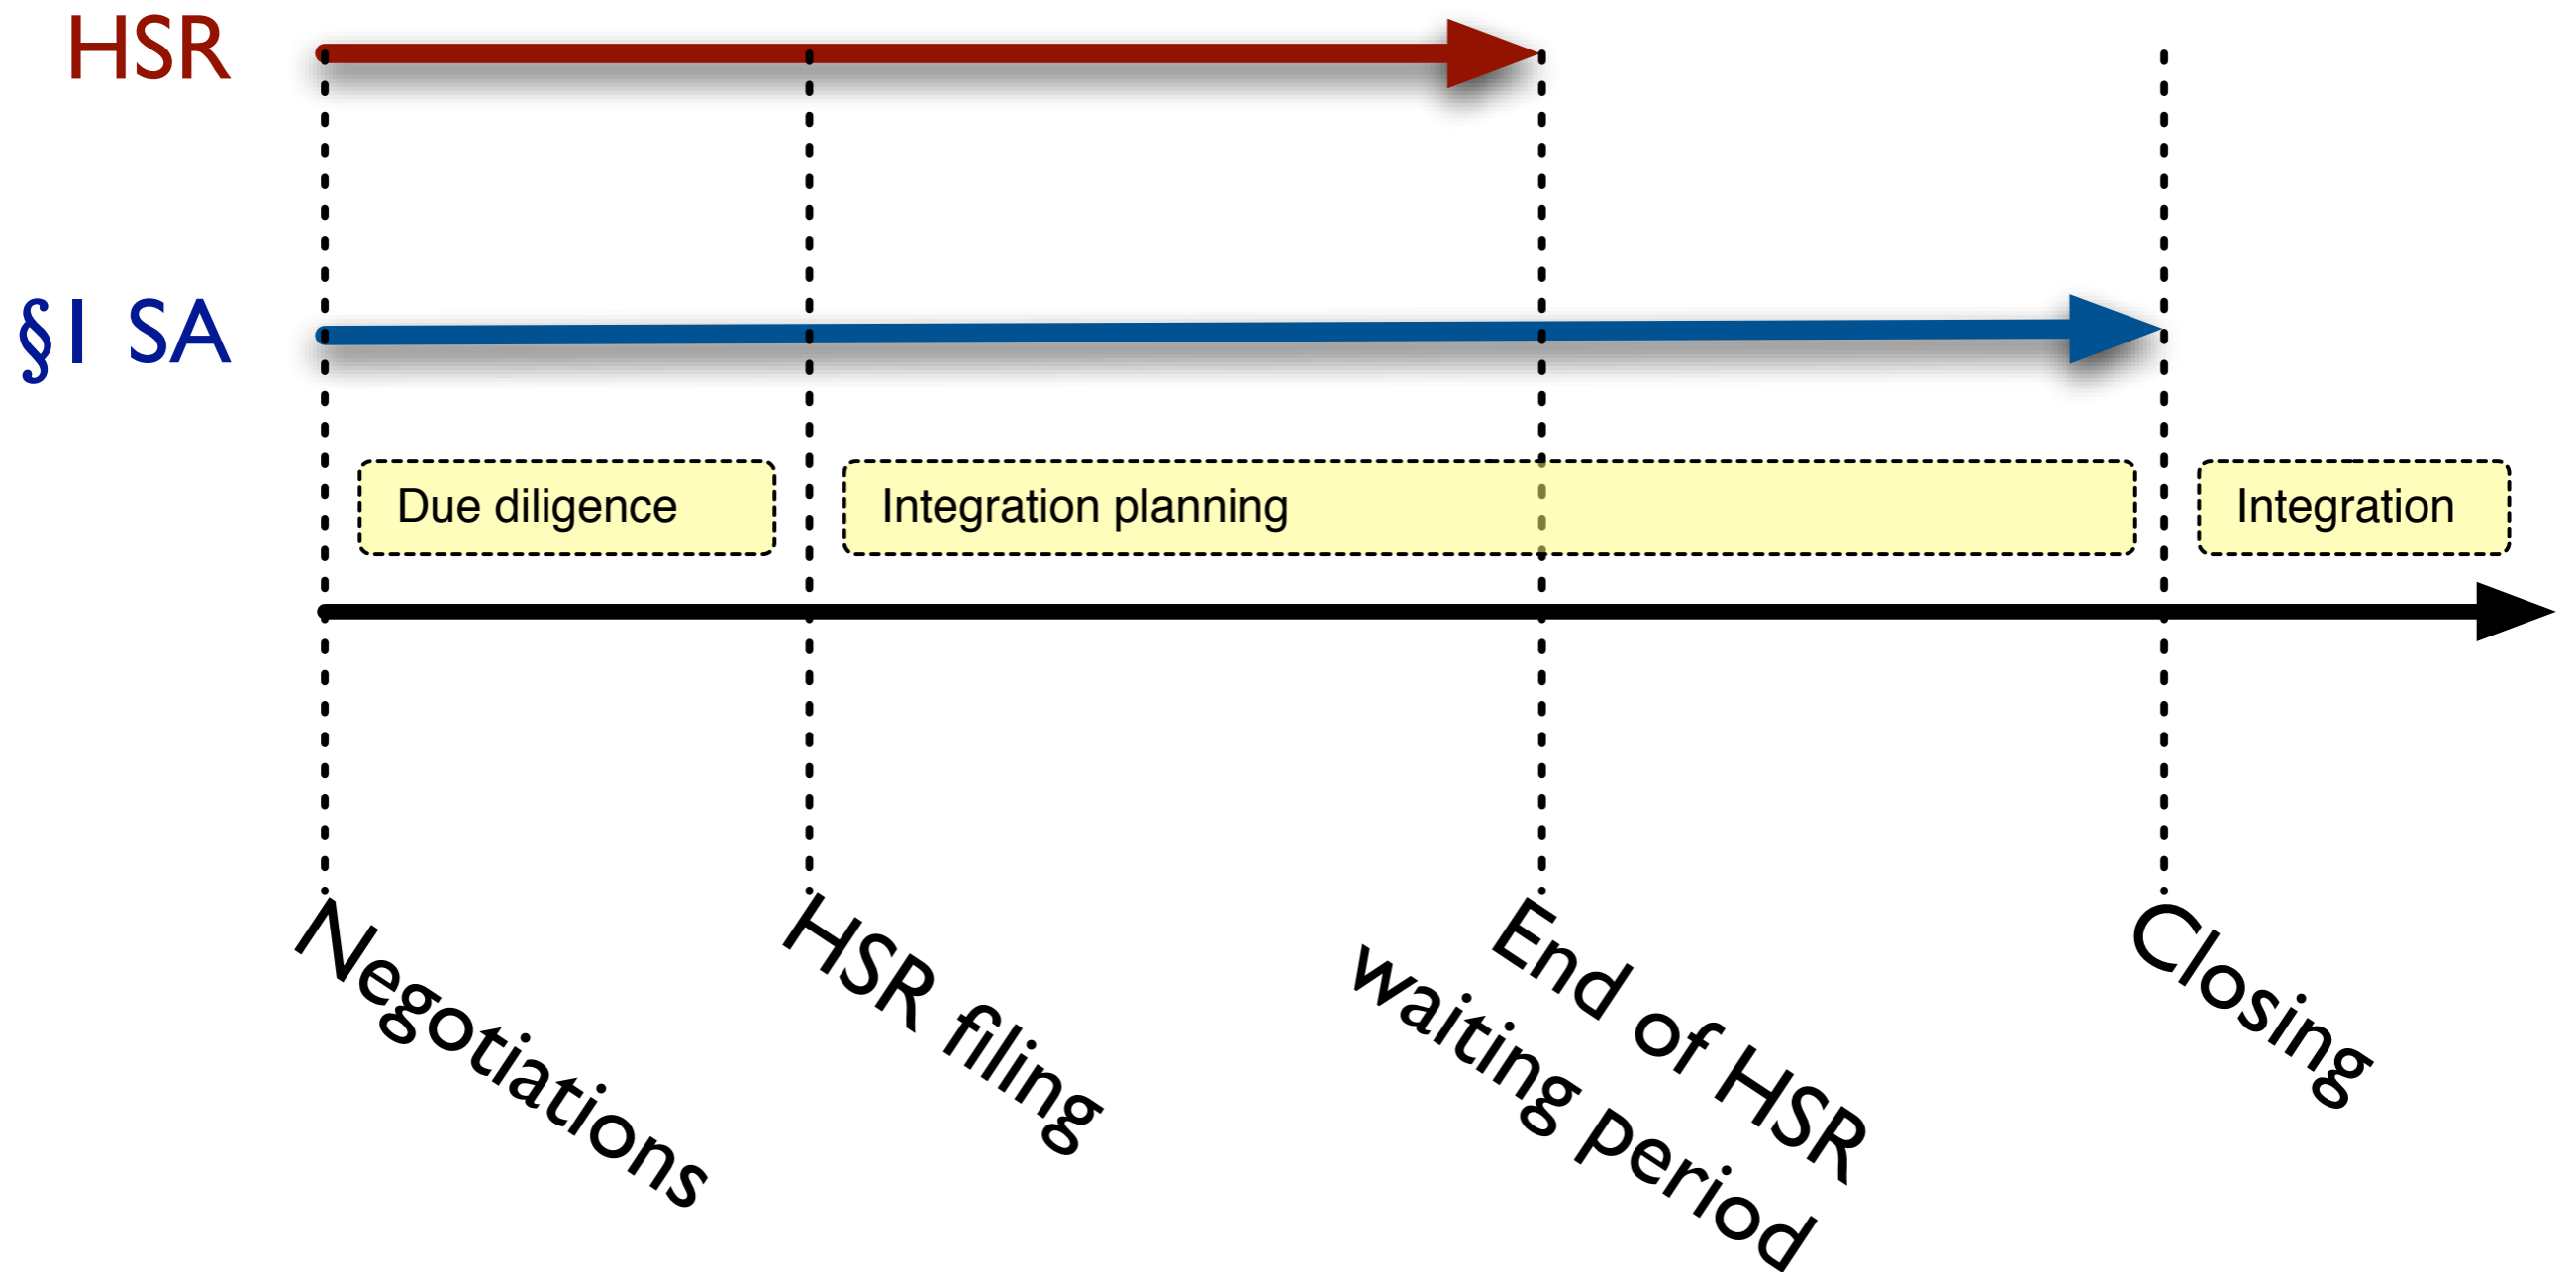 HSR
§1 SA
Due diligence
Integration planning
Integration
Negotiations
HSR filing
End of HSR
waiting period
Closing